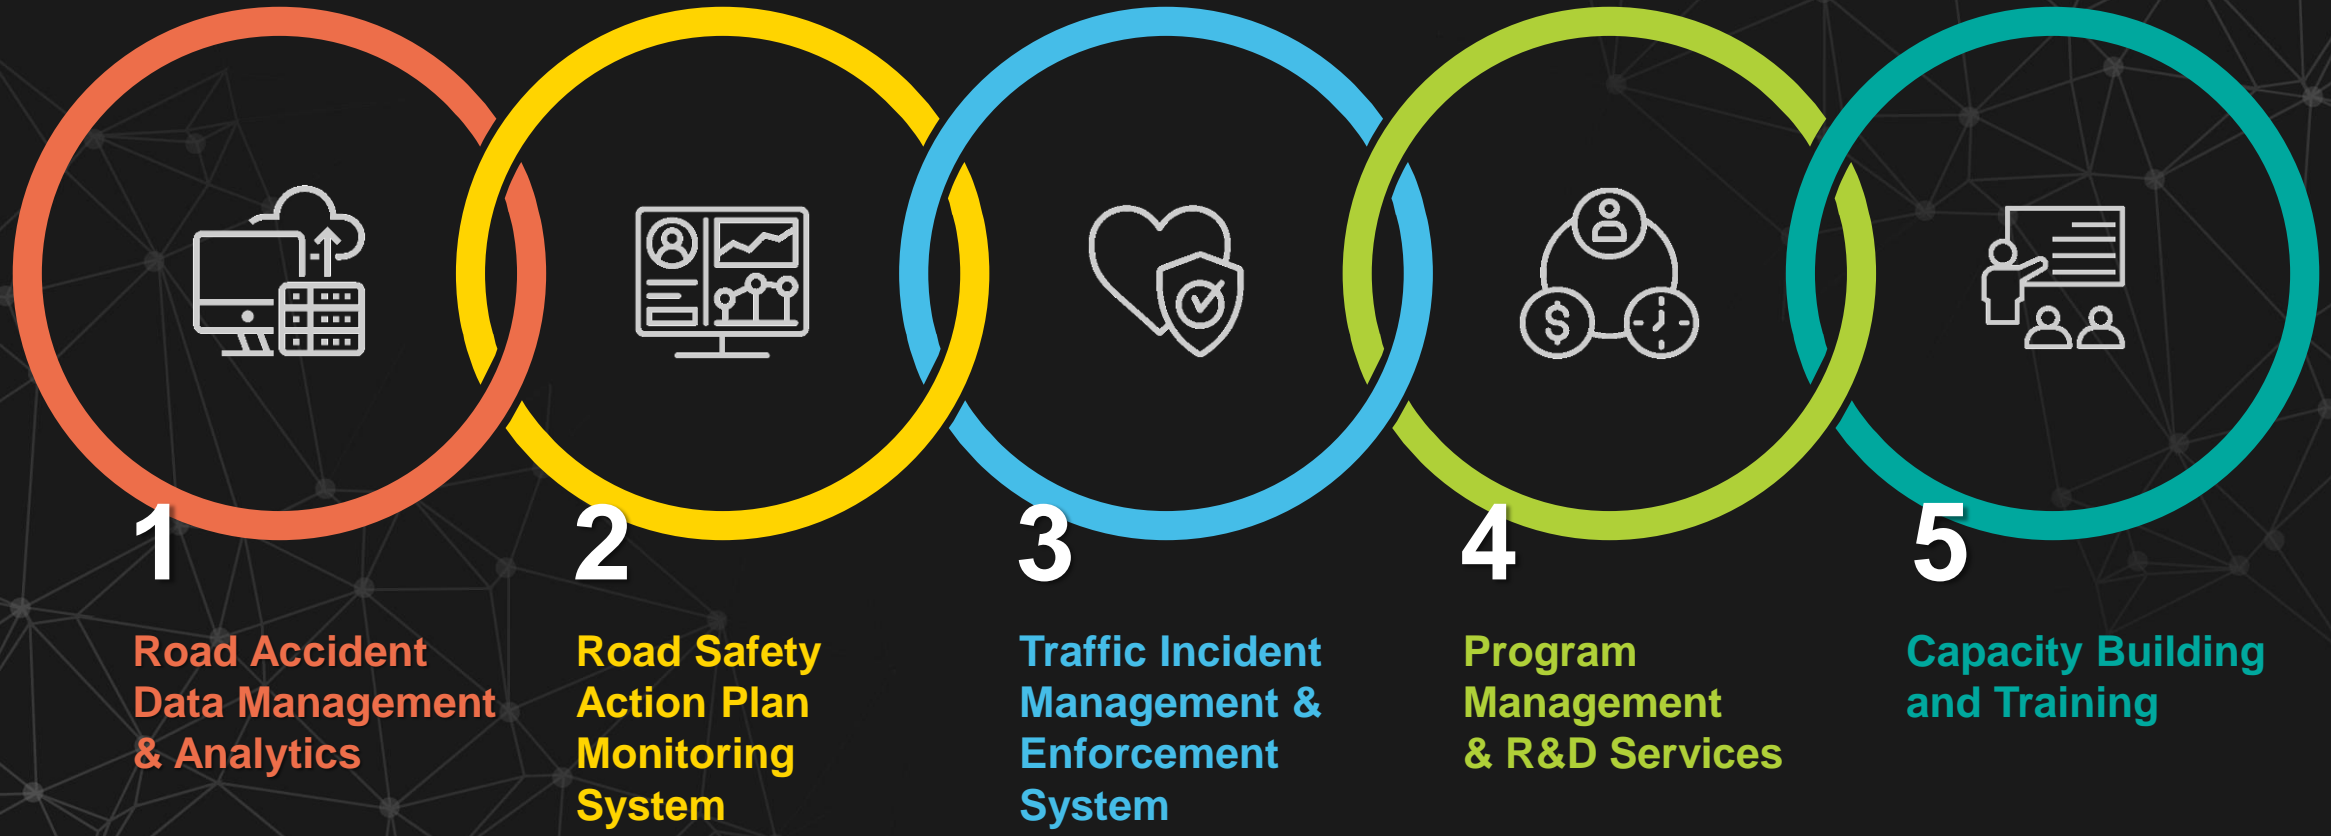 1
Road Accident
Data Management
& Analytics
2
Road Safety
Action Plan
Monitoring
System
3
Traffic Incident
Management &
Enforcement
System
4
Program
Management
& R&D Services
5
Capacity Building
and Training